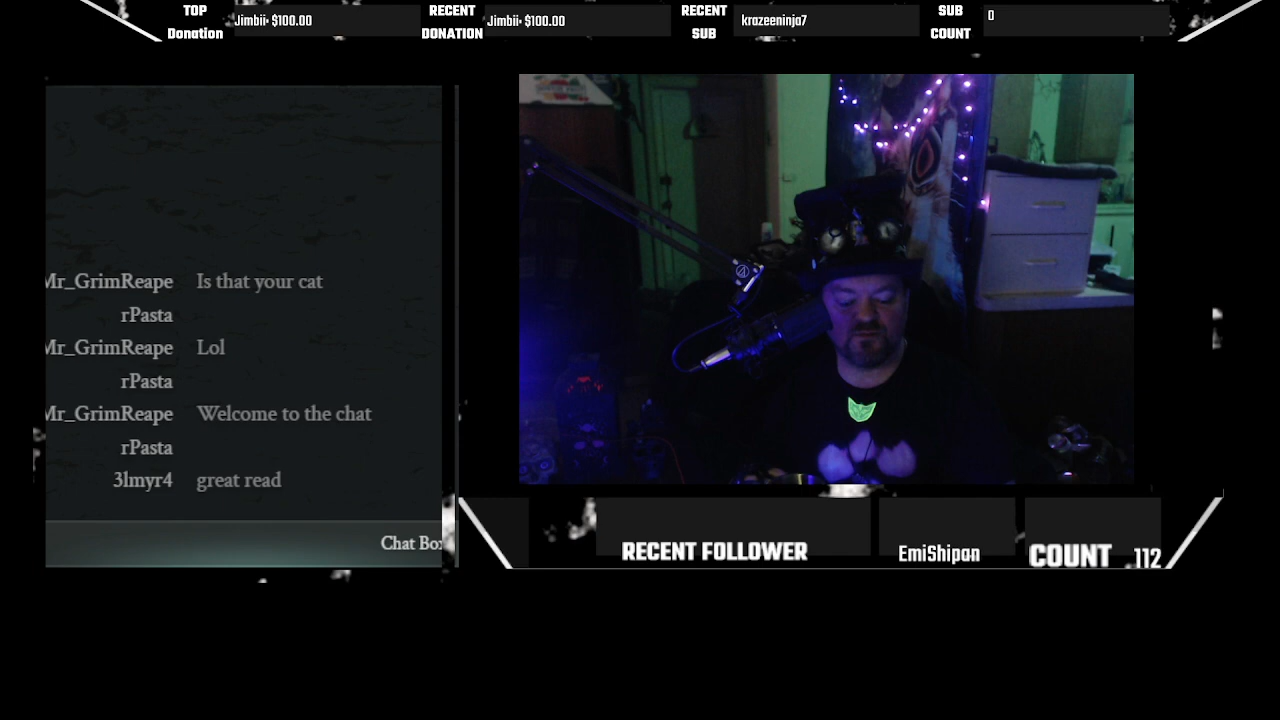 TOP
Donation
Jimbii• $100.00
RECENT
DONATION
Jimbii• $100.00
RECENT
SUB
krazeeninja7
SUB
COUNT
0
Mr_GrimReape
rPasta
Is that your cat
Mr_GrimReape
rPasta
Lol
Mr_GrimReape
rPasta
Welcome to the chat
3lmyr4
great read
Chat Box
RECENT FOLLOWER
EmiShipan
COUNT
112